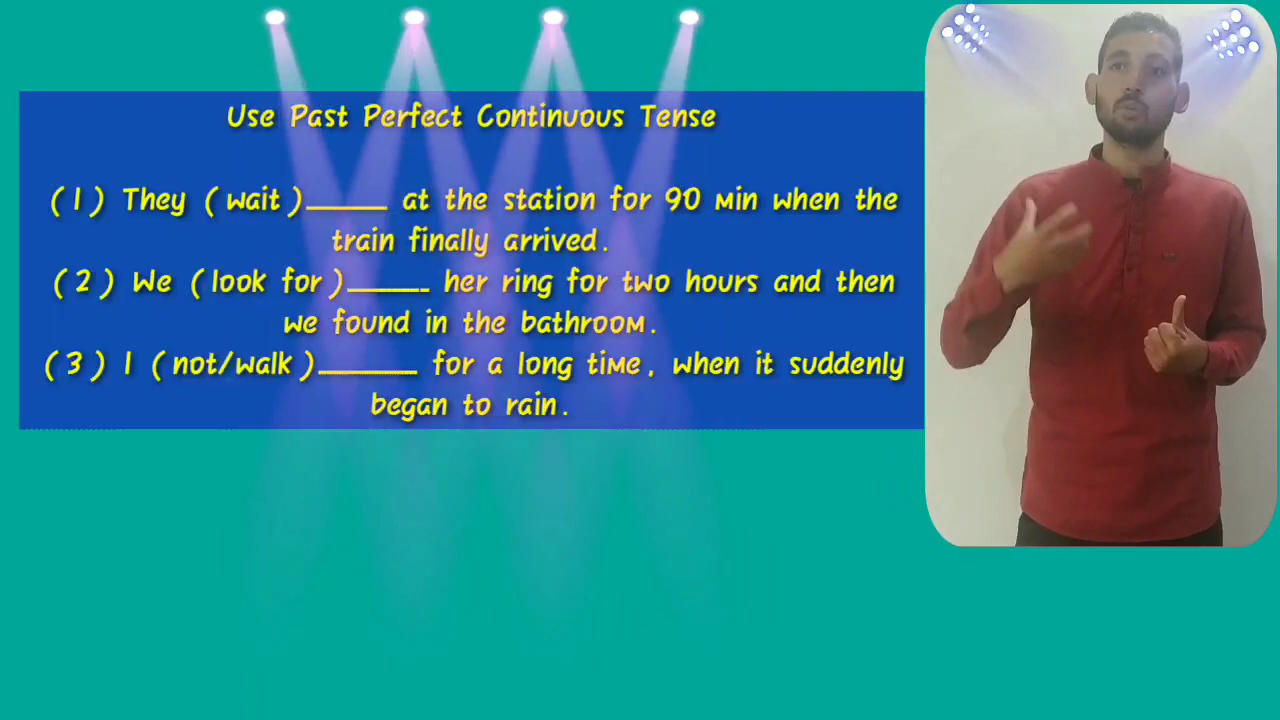 Use Past Perfect Continuous Tense
(1) They (wait)______ at the station for 90 Min when the
train finally arrived.
(2) We (look for)______ her ring for two hours and then
we found in the bathroom.
(3) I (not/walk)_______ for a long time, when it suddenly
began to rain.